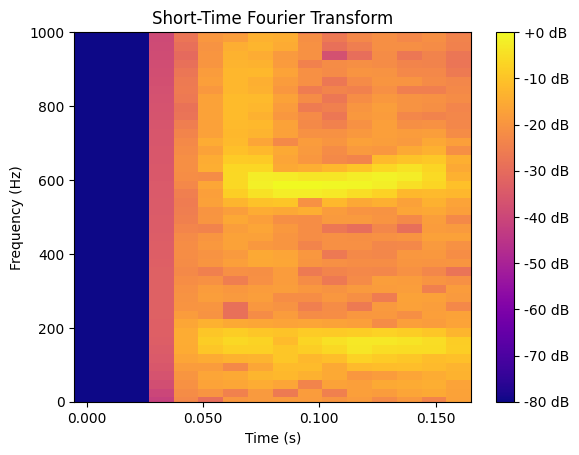 Short-Time Fourier Transform
1000
800
600
400
200
0
Frequency (Hz)
0.000
0.050
0.100
0.150
Time (s)
+0 dB
-10 dB
-20 dB
-30 dB
-40 dB
-50 dB
-60 dB
-70 dB
-80 dB